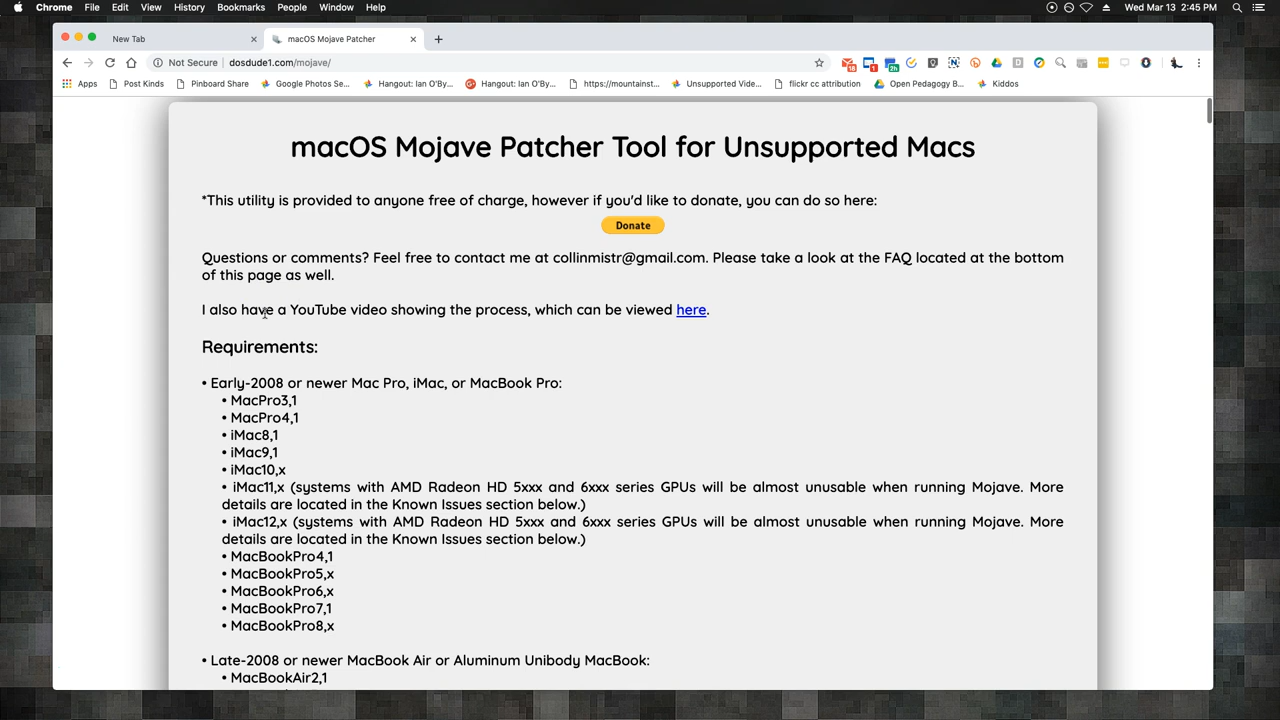 Chrome File Edit View History Bookmarks People Window Help Wed Mar 13 2:45 PM
New Tab macOS Mojave Patcher
Not Secure dosdude1.com/mojave/
Apps Post Kinds Pinboard Share Google Photos Se... Hangout: Ian O'By... Hangout: Ian O'By... https://mountainst... Unsupported Vide... flickr cc attribution Open Pedagogy B... Kiddos
macOS Mojave Patcher Tool for Unsupported Macs
*This utility is provided to anyone free of charge, however if you'd like to donate, you can do so here:
Donate
Questions or comments? Feel free to contact me at collinmistr@gmail.com. Please take a look at the FAQ located at the bottom
of this page as well.
I also have a YouTube video showing the process, which can be viewed here.
Requirements:
• Early-2008 or newer Mac Pro, iMac, or MacBook Pro:
• MacPro3,1
• MacPro4,1
• iMac8,1
• iMac9,1
• iMac10,x
• iMac11,x (systems with AMD Radeon HD 5xxx and 6xxx series GPUs will be almost unusable when running Mojave. More
details are located in the Known Issues section below.)
• iMac12,x (systems with AMD Radeon HD 5xxx and 6xxx series GPUs will be almost unusable when running Mojave. More
details are located in the Known Issues section below.)
• MacBookPro4,1
• MacBookPro5,x
• MacBookPro6,x
• MacBookPro7,1
• MacBookPro8,x
• Late-2008 or newer MacBook Air or Aluminum Unibody MacBook:
• MacBookAir2,1